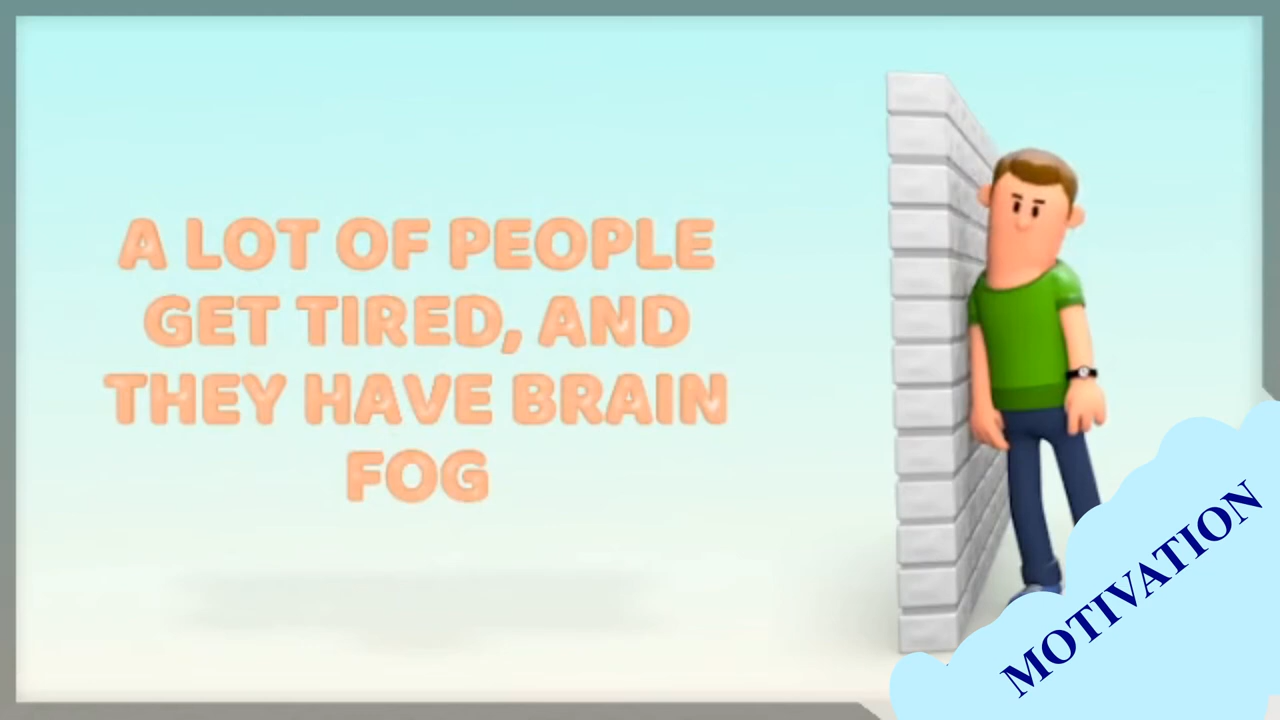 A LOT OF PEOPLE
GET TIRED, AND
THEY HAVE BRAIN
FOG
MOTIVATION